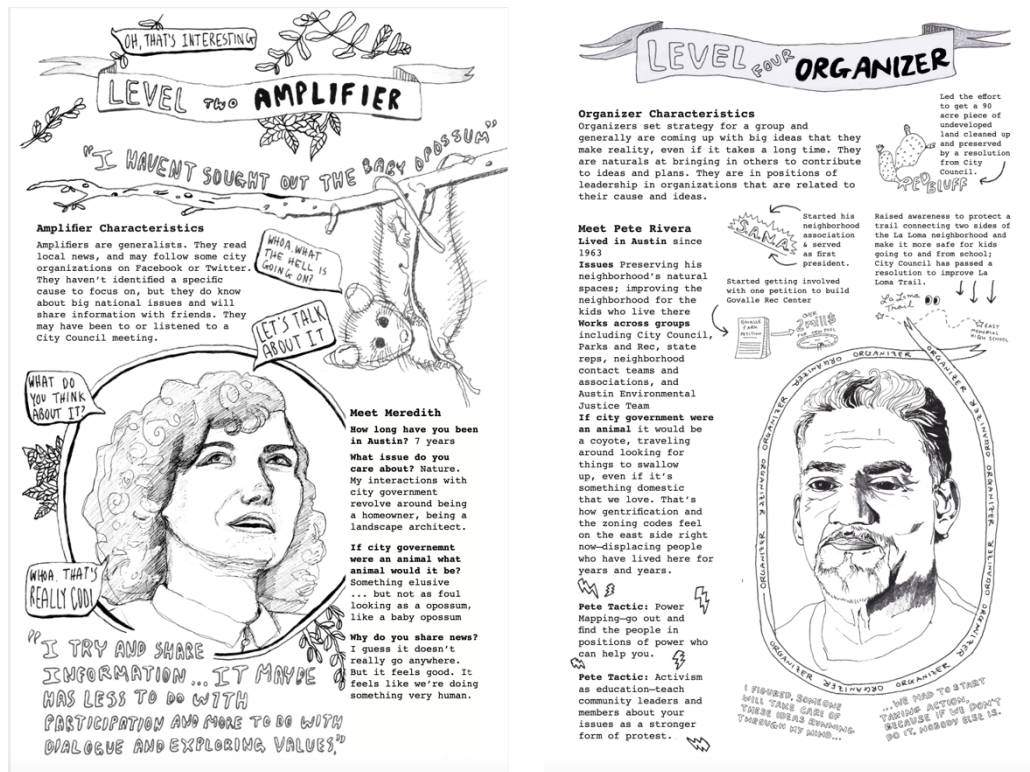 OH, THAT'S INTERESTING
LEVEL TWO AMPLIFIER
"I HAVENT SOUGHT OUT THE BABY OPOSSUM"
Amplifier Characteristics
Amplifiers are generalists. They read
local news, and may follow some city
organizations on Facebook or Twitter.
They haven't identified a specific
cause to focus on, but they do know
about big national issues and will
share information with friends. They
may have been to or listened to a
City Council meeting.
WHOA. WHAT
THE HELL IS
GOING ON?
LET'S TALK
ABOUT IT
WHAT DO
YOU THINK
ABOUT IT?
WHOA. THAT'S
REALLY COOL!
Meet Meredith
How long have you been
in Austin? 7 years
What issue do you
care about? Nature.
My interactions with
city government
revolve around being
a homeowner, being a
landscape architect.
If city governemnt
were an animal what
animal would it be?
Something elusive
... but not as foul
looking as a opossum,
like a baby opossum
Why do you share news?
I guess it doesn't
really go anywhere.
But it feels good. It
feels like we're doing
something very human.
"I TRY AND SHARE
INFORMATION... IT MAYBE
HAS LESS TO DO WITH
PARTICIPATION AND MORE TO DO WITH
DIALOGUE AND EXPLORING VALUES."
LEVEL FOUR ORGANIZER
Organizer Characteristics
Organizers set strategy for a group and
generally are coming up with big ideas that they
make reality, even if it takes a long time. They
are naturals at bringing in others to contribute
to ideas and plans. They are in positions of
leadership in organizations that are related to
their cause and ideas.
Led the effort
to get a 90
acre piece of
undeveloped
land cleaned up
and preserved
by a resolution
from City
Council.
RED BLUFF
Meet Pete Rivera
Lived in Austin since
1963
Issues Preserving his
neighborhood's natural
spaces; improving the
neighborhood for the
kids who live there
Works across groups
including City Council,
Parks and Rec, state
reps, neighborhood
contact teams and
associations, and
Austin Environmental
Justice Team
If city government were
an animal it would be
a coyote, traveling
around looking for
things to swallow
up, even if it's
something domestic
that we love. That's
how gentrification and
the zoning codes feel
on the east side right
now—displacing people
who have lived here for
years and years.
Pete Tactic: Power
Mapping—go out and
find the people in
positions of power who
can help you.
Pete Tactic: Activism
as education—teach
community leaders and
members about your
issues as a stronger
form of protest.
S.A.N.A.
Started his
neighborhood
association
& served
as first
president.
Raised awareness to protect a
trail connecting two sides of
the La Loma neighborhood and
make it more safe for kids
going to and from school;
City Council has passed a
resolution to improve La
Loma Trail.
Started getting involved
with one petition to build
Govalle Rec Center
GOVALLE
PARK
PETITION
OVER
La Loma
Trail
EAST
MEMORIAL
HIGH SCHOOL
ORGANIZER ORGANIZER ORGANIZER ORGANIZER ORGANIZER ORGANIZER ORGANIZER ORGANIZER ORGANIZER ORGANIZER
I FIGURED, SOMEONE
WILL TAKE CARE OF
THESE IDEAS RUNNING
THROUGH MY MIND...
...WE HAD TO START
TAKING ACTION,
BECAUSE IF WE DON'T
DO IT, NOBODY ELSE IS.